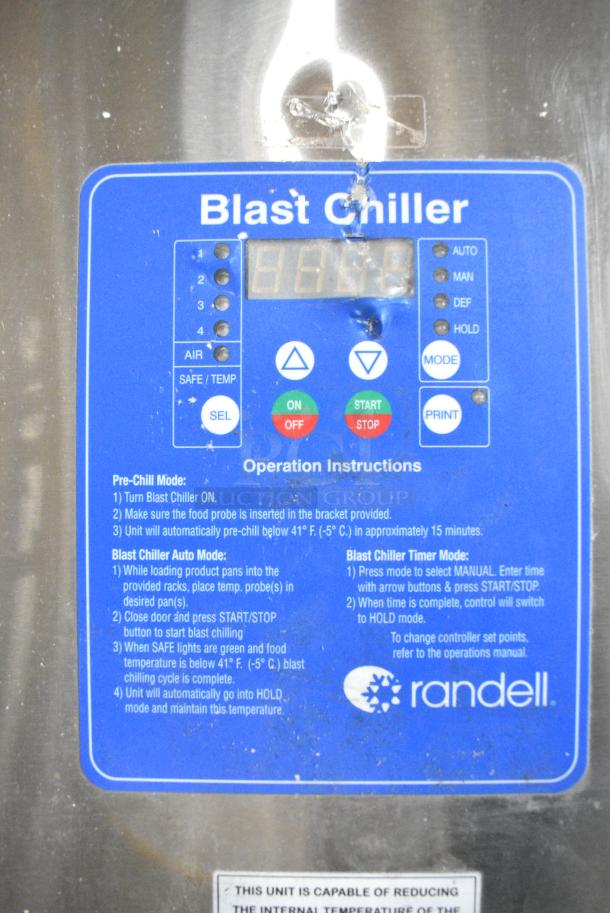 Blast Chiller
1
2
3
4
AIR
SAFE / TEMP
SEL
AUTO
MAN
DEF
HOLD
MODE
ON
OFF
START
STOP
PRINT
Operation Instructions
Pre-Chill Mode:
1) Turn Blast Chiller ON.
2) Make sure the food probe is inserted in the bracket provided.
3) Unit will automatically pre-chill below 41° F. (-5° C.) in approximately 15 minutes.
Blast Chiller Auto Mode:
1) While loading product pans into the
provided racks, place temp. probe(s) in
desired pan(s).
2) Close door and press START/STOP
button to start blast chilling
3) When SAFE lights are green and food
temperature is below 41° F. (-5° C.) blast
chilling cycle is complete.
4) Unit will automatically go into HOLD
mode and maintain this temperature.
Blast Chiller Timer Mode:
1) Press mode to select MANUAL. Enter time
with arrow buttons & press START/STOP.
2) When time is complete, control will switch
to HOLD mode.
To change controller set points,
refer to the operations manual.
randell.
PCI
AUCTION GROUP
THIS UNIT IS CAPABLE OF REDUCING
THE INTERNAL TEMPERATURE OF THE